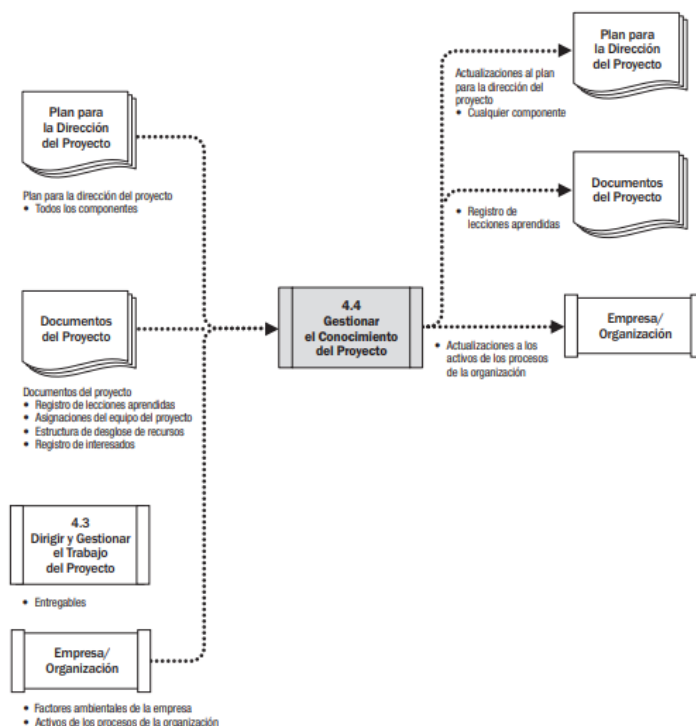 Plan para
la Dirección
del Proyecto
Plan para la dirección del proyecto
• Todos los componentes
Documentos
del Proyecto
Documentos del proyecto
• Registro de lecciones aprendidas
• Asignaciones del equipo del proyecto
• Estructura de desglose de recursos
• Registro de interesados
4.3
Dirigir y Gestionar
el Trabajo
del Proyecto
• Entregables
Empresa/
Organización
• Factores ambientales de la empresa
• Activos de los procesos de la organización
4.4
Gestionar
el Conocimiento
del Proyecto
Plan para
la Dirección
del Proyecto
Actualizaciones al plan
para la dirección del
proyecto
• Cualquier componente
Documentos
del Proyecto
• Registro de
lecciones aprendidas
Empresa/
Organización
• Actualizaciones a los
activos de los procesos
de la organización